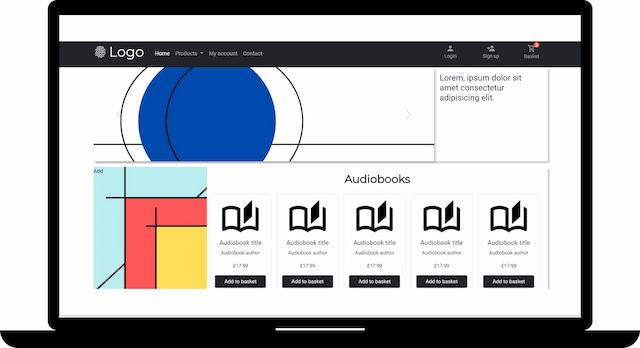 Logo
Home Products My account Contact
Login Sign up Basket
Lorem, ipsum dolor sit
amet consectetur
adipisicing elit.
Add
Audiobooks
Audiobook title Audiobook title Audiobook title Audiobook title Audiobook title
Audiobook author Audiobook author Audiobook author Audiobook author Audiobook author
£17.99 £17.99 £17.99 £17.99 £17.99
Add to basket Add to basket Add to basket Add to basket Add to basket